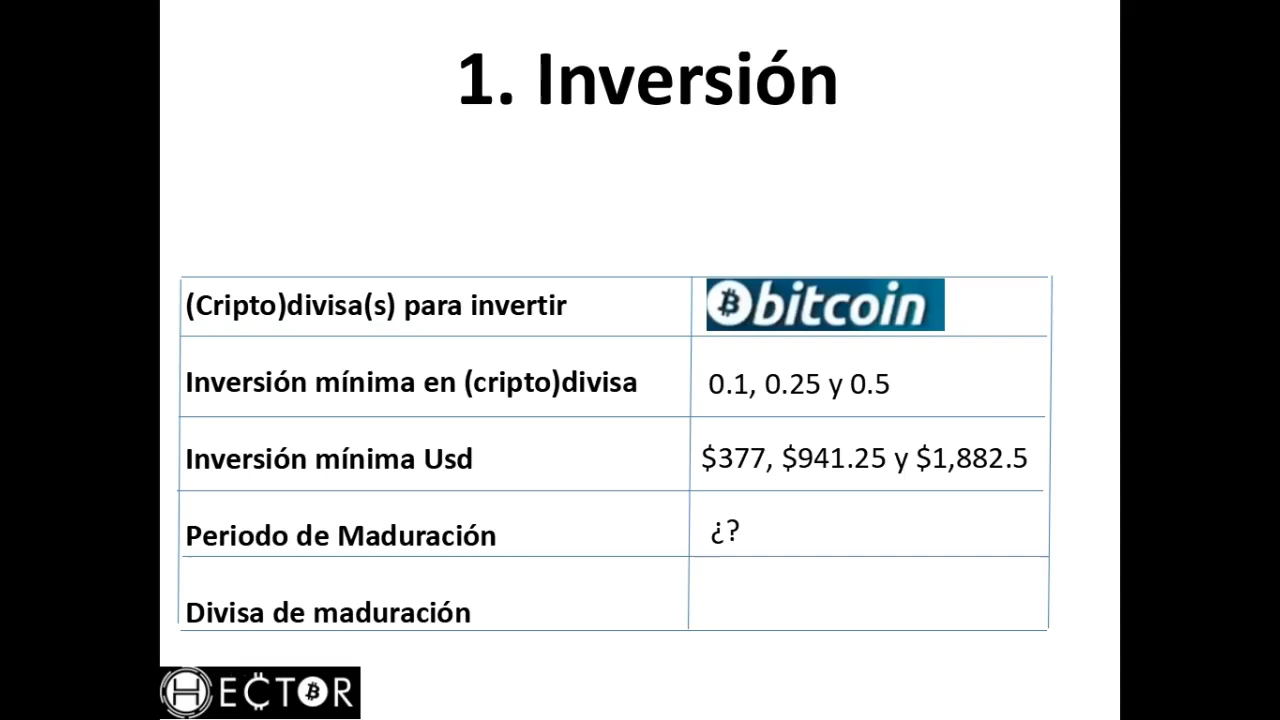 1. Inversión
(Cripto)divisa(s) para invertir
bitcoin
Inversión mínima en (cripto)divisa
0.1, 0.25 y 0.5
Inversión mínima Usd
$377, $941.25 y $1,882.5
Periodo de Maduración
¿?
Divisa de maduración
HECTOR